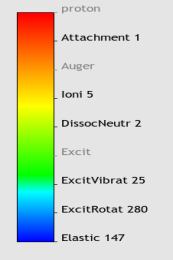 proton
Attachment 1
Auger
Ioni 5
DissocNeutr 2
Excit
ExcitVibrat 25
ExcitRotat 280
Elastic 147